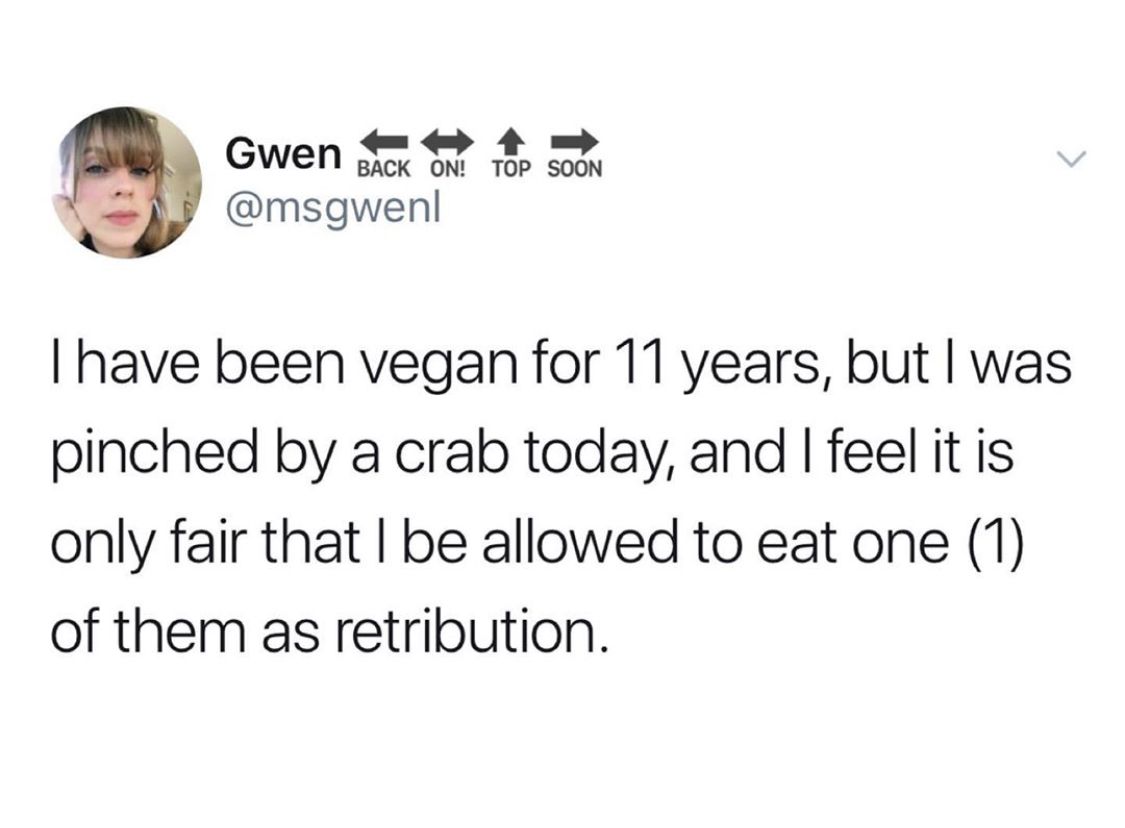 Gwen BACK ON! TOP SOON
@msgwenl
I have been vegan for 11 years, but I was
pinched by a crab today, and I feel it is
only fair that I be allowed to eat one (1)
of them as retribution.